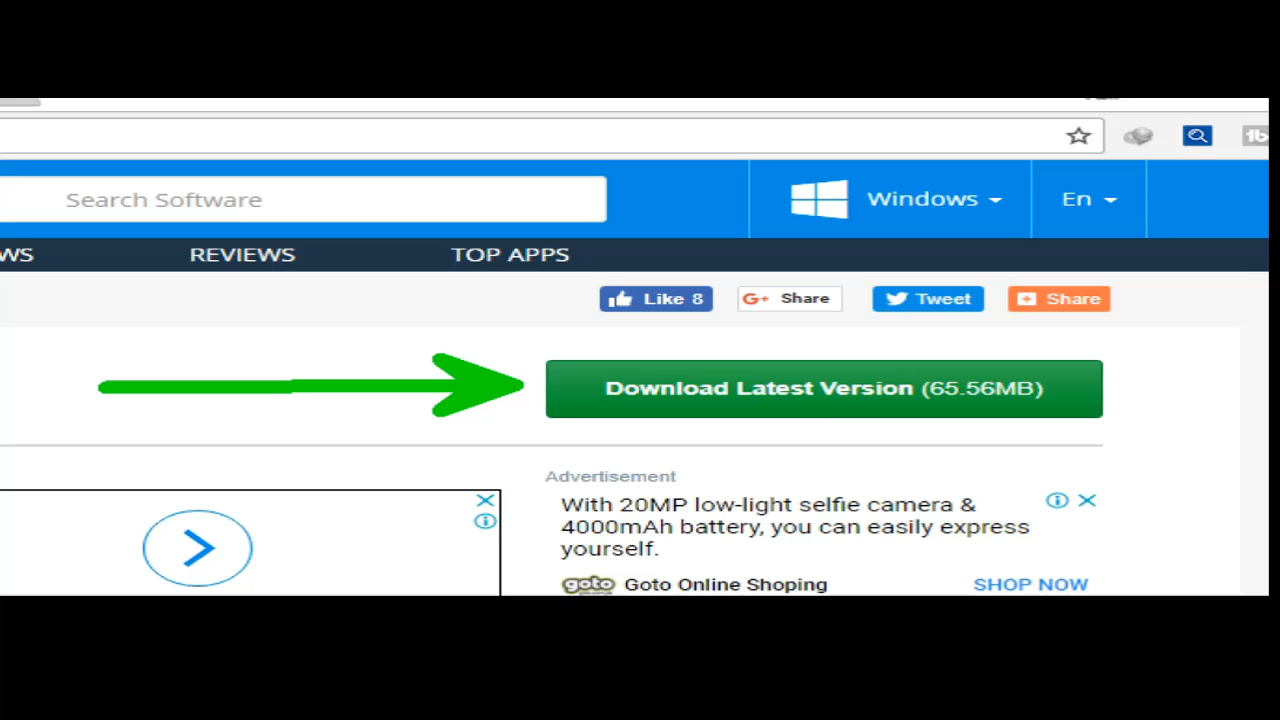 Search Software
Windows
En
WS
REVIEWS
TOP APPS
Like 8
G+ Share
Tweet
Share
Download Latest Version (65.56MB)
Advertisement
With 20MP low-light selfie camera &
4000mAh battery, you can easily express
yourself.
goto Goto Online Shoping
SHOP NOW